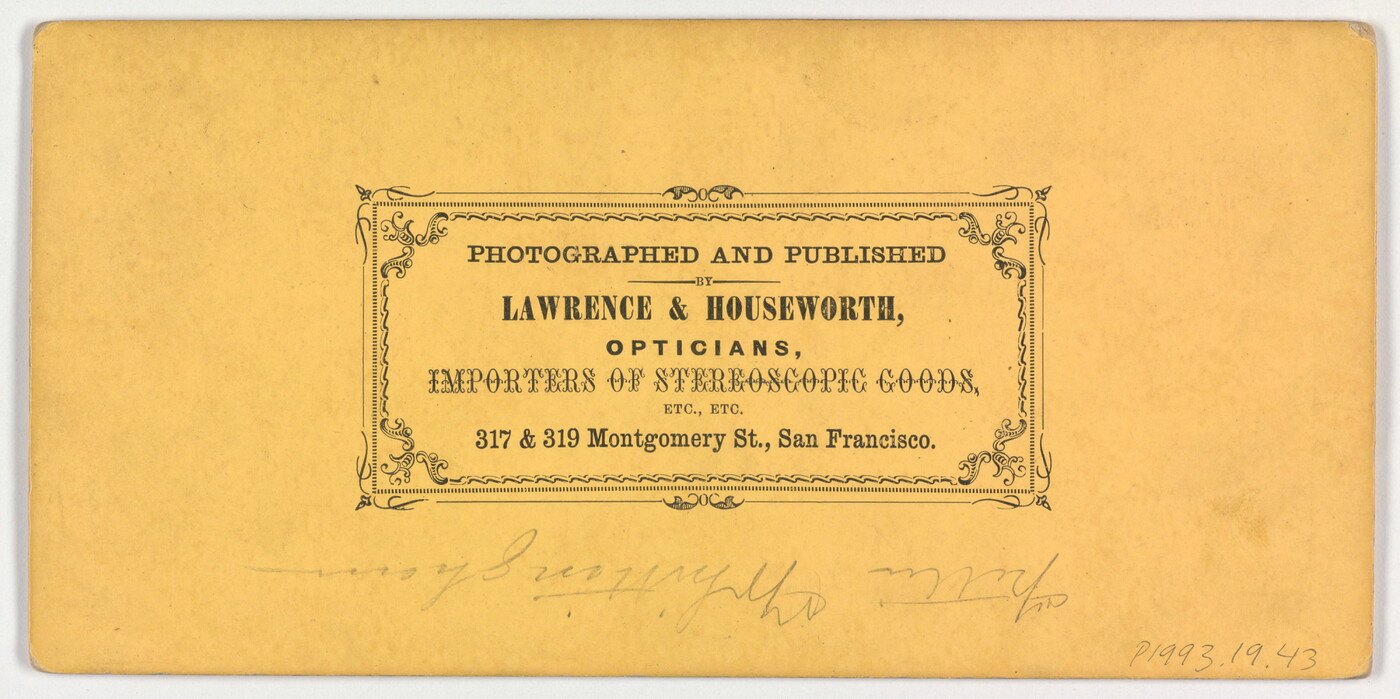 PHOTOGRAPHED AND PUBLISHED
BY
LAWRENCE & HOUSEWORTH,
OPTICIANS,
IMPORTERS OF STEREOSCOPIC GOODS,
ETC., ETC.
317 & 319 Montgomery St., San Francisco.
P1993.19.43